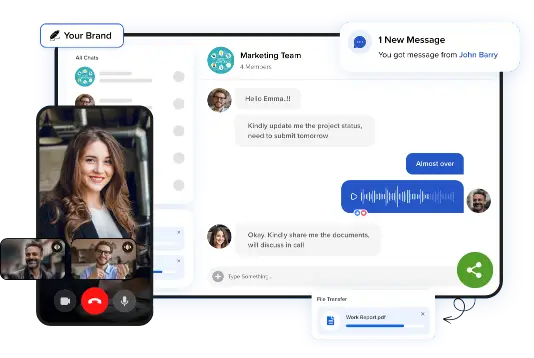 Your Brand
1 New Message
You got message from John Barry
All Chats
Marketing Team
4 Members
Hello Emma..!!
Kindly update me the project status,
need to submit tomorrow
Almost over
Okay. Kindly share me the documents,
will discuss in call
Type Something...
File Transfer
Work Report.pdf